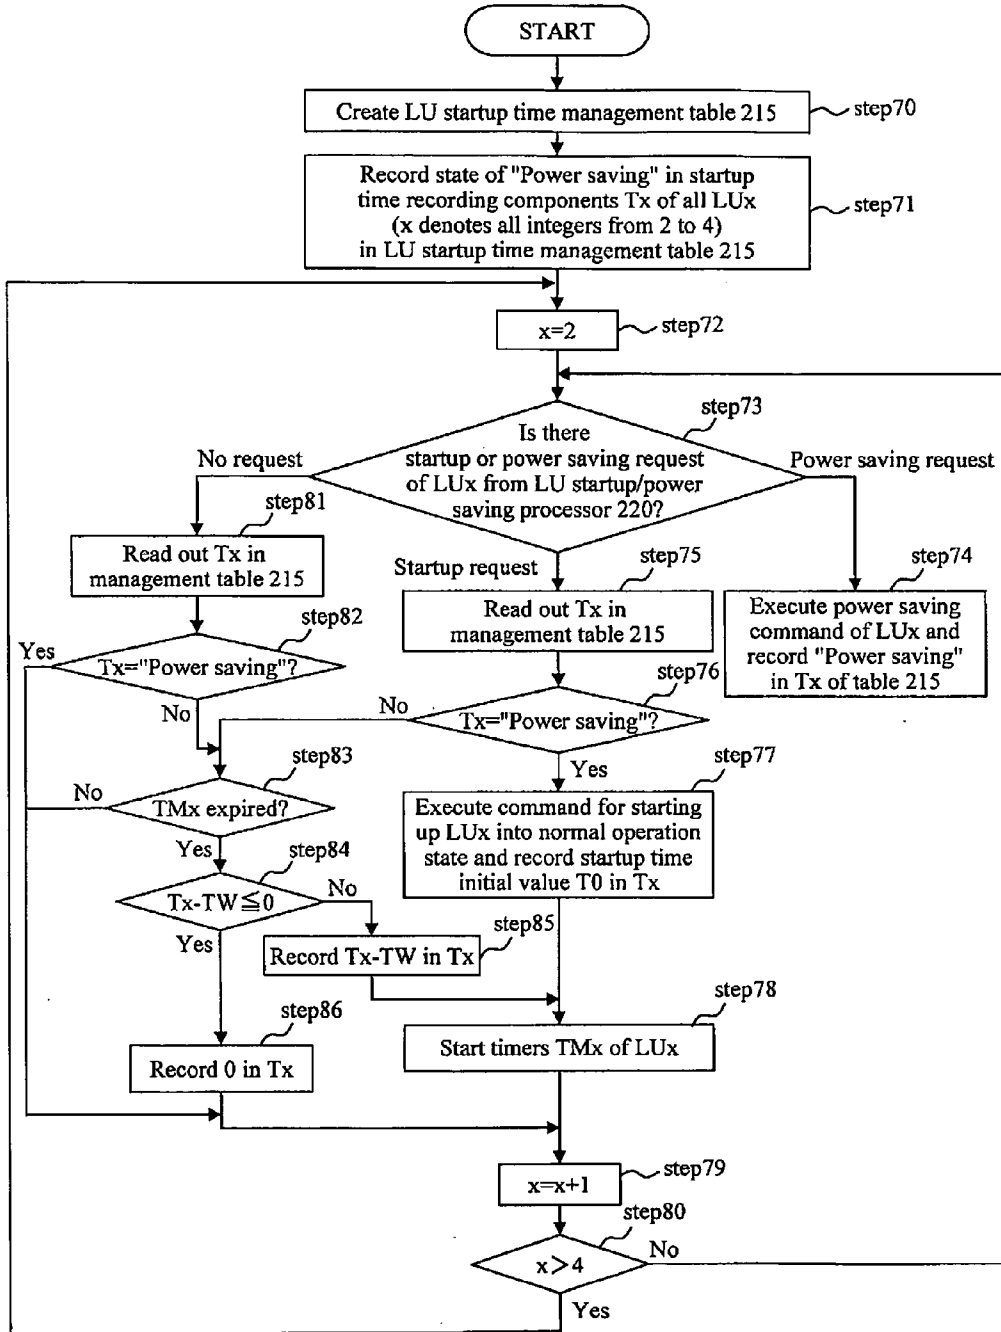 START
Create LU startup time management table 215
step70
Record state of "Power saving" in startup
time recording components Tx of all LUx
(x denotes all integers from 2 to 4)
in LU startup time management table 215
step71
x=2
step72
step73
Is there
startup or power saving request
of LUx from LU startup/power
saving processor 220?
No request
Power saving request
Startup request
step81
Read out Tx in
management table 215
step75
Read out Tx in
management table 215
step74
Execute power saving
command of LUx and
record "Power saving"
in Tx of table 215
step82
Yes
Tx="Power saving"?
No
step76
No
Tx="Power saving"?
Yes
step83
No
TMx expired?
Yes
step77
Execute command for starting
up LUx into normal operation
state and record startup time
initial value T0 in Tx
step84
Tx-TW≦0
No
Yes
step85
Record Tx-TW in Tx
step86
Record 0 in Tx
step78
Start timers TMx of LUx
step79
x=x+1
step80
x>4
No
Yes